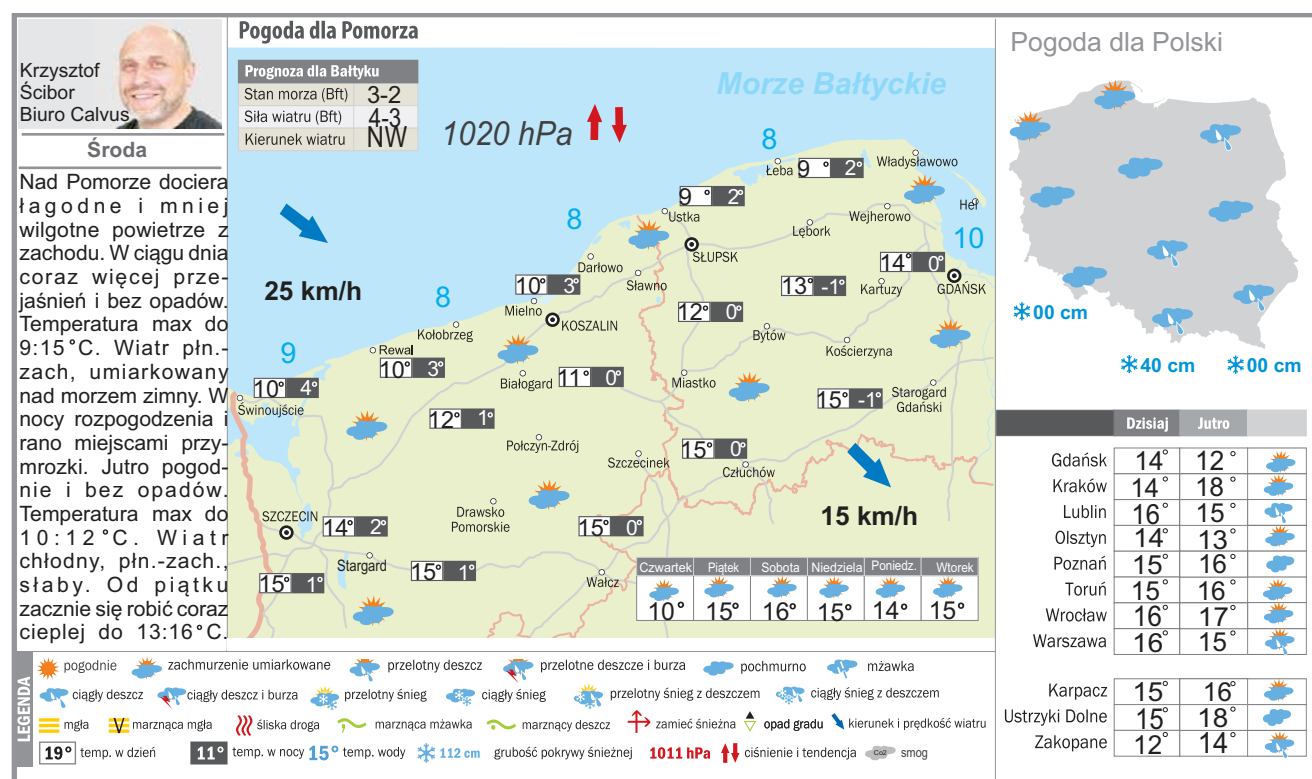 Krzysztof
Ścibor
Biuro Calvus
Środa
Nad Pomorze dociera
łagodne i mniej
wilgotne powietrze z
zachodu. W ciągu dnia
coraz więcej prze-
jaśnień i bez opadów.
Temperatura max do
9:15°C. Wiatr płn.-
zach, umiarkowany
nad morzem zimny. W
nocy rozpogodzenia i
rano miejscami przy-
mrozki. Jutro pogod-
nie i bez opadów.
Temperatura max do
10:12°C. Wiatr
chłodny, płn.-zach.,
słaby. Od piątku
zacznie się robić coraz
cieplej do 13:16°C.
Pogoda dla Pomorza
Prognoza dla Bałtyku
Stan morza (Bft) 3-2
Siła wiatru (Bft) 4-3
Kierunek wiatru NW
1020 hPa
Morze Bałtyckie
8
Łeba 9° 2°
Władysławowo
9° 2°
Ustka
Hel
Wejherowo
Lębork
8
10
SŁUPSK
14° 0°
GDAŃSK
Darłowo
Sławno
10° 3°
13° -1°
Kartuzy
25 km/h
8
Mielno
KOSZALIN
12° 0°
Bytów
Kościerzyna
Kołobrzeg
9
Rewal
10° 3°
Białogard
11° 0°
Miastko
10° 4°
Świnoujście
15° -1°
Starogard
Gdański
12° 1°
Połczyn-Zdrój
Szczecinek
15° 0°
Człuchów
Drawsko
Pomorskie
15 km/h
SZCZECIN
14° 2°
15° 0°
Stargard
15° 1°
15° 1°
Wałcz
Czwartek Piątek Sobota Niedziela Poniedz. Wtorek
10° 15° 16° 15° 14° 15°
Pogoda dla Polski
00 cm
40 cm
00 cm
Dzisiaj Jutro
Gdańsk 14° 12°
Kraków 14° 18°
Lublin 16° 15°
Olsztyn 14° 13°
Poznań 15° 16°
Toruń 15° 16°
Wrocław 16° 17°
Warszawa 16° 15°
Karpacz 15° 16°
Ustrzyki Dolne 15° 18°
Zakopane 12° 14°
LEGENDA
pogodnie zachmurzenie umiarkowane przelotny deszcz przelotne deszcze i burza pochmurno mżawka
ciągły deszcz ciągły deszcz i burza przelotny śnieg ciągły śnieg przelotny śnieg z deszczem ciągły śnieg z deszczem
mgła marznąca mgła śliska droga marznąca mżawka marznący deszcz zamieć śnieżna opad gradu kierunek i prędkość wiatru
19° temp. w dzień 11° temp. w nocy 15° temp. wody 112 cm grubość pokrywy śnieżnej 1011 hPa ciśnienie i tendencja Co2 smog